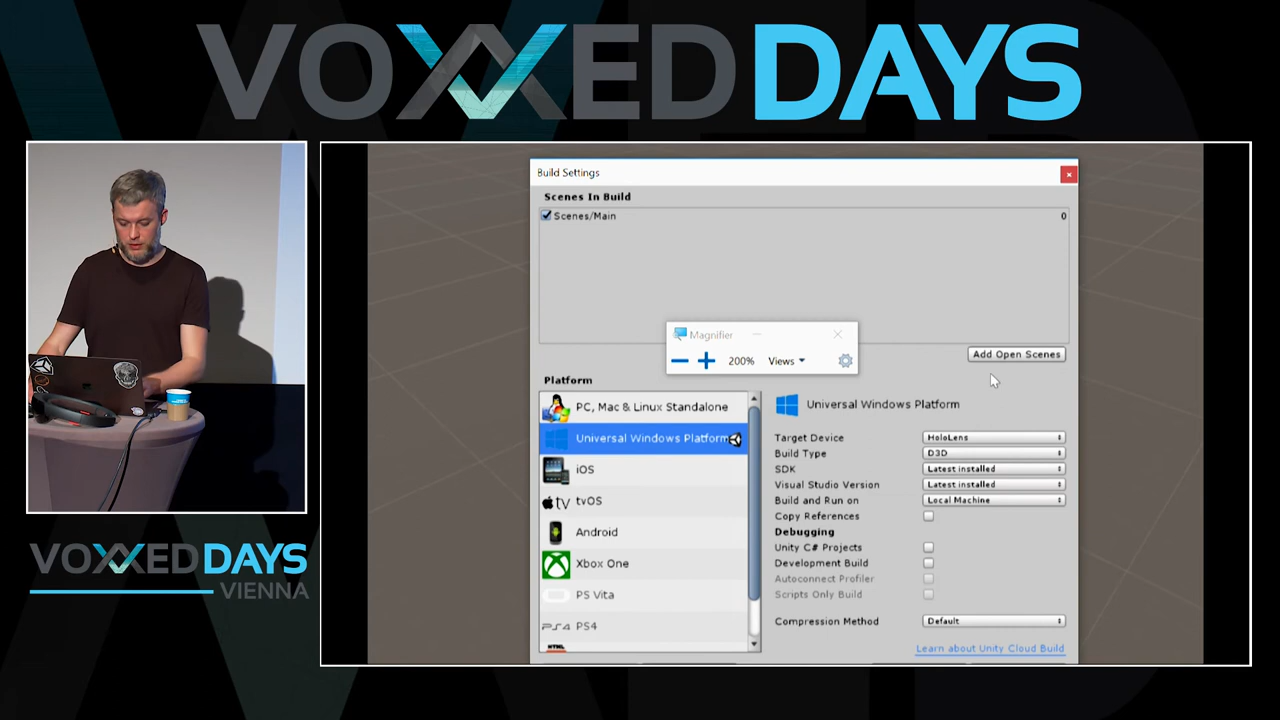 VOXXED DAYS
Build Settings
Scenes In Build
Scenes/Main 0
Magnifier
200% Views
Add Open Scenes
Platform
PC, Mac & Linux Standalone
Universal Windows Platform
iOS
tv
tvOS
Android
Xbox One
PS Vita
PS4
PS4
HTML
Universal Windows Platform
Target Device HoloLens
Build Type D3D
SDK Latest installed
Visual Studio Version Latest installed
Build and Run on Local Machine
Copy References
Debugging
Unity C# Projects
Development Build
Autoconnect Profiler
Scripts Only Build
Compression Method Default
Learn about Unity Cloud Build
VOXXED DAYS
VIENNA